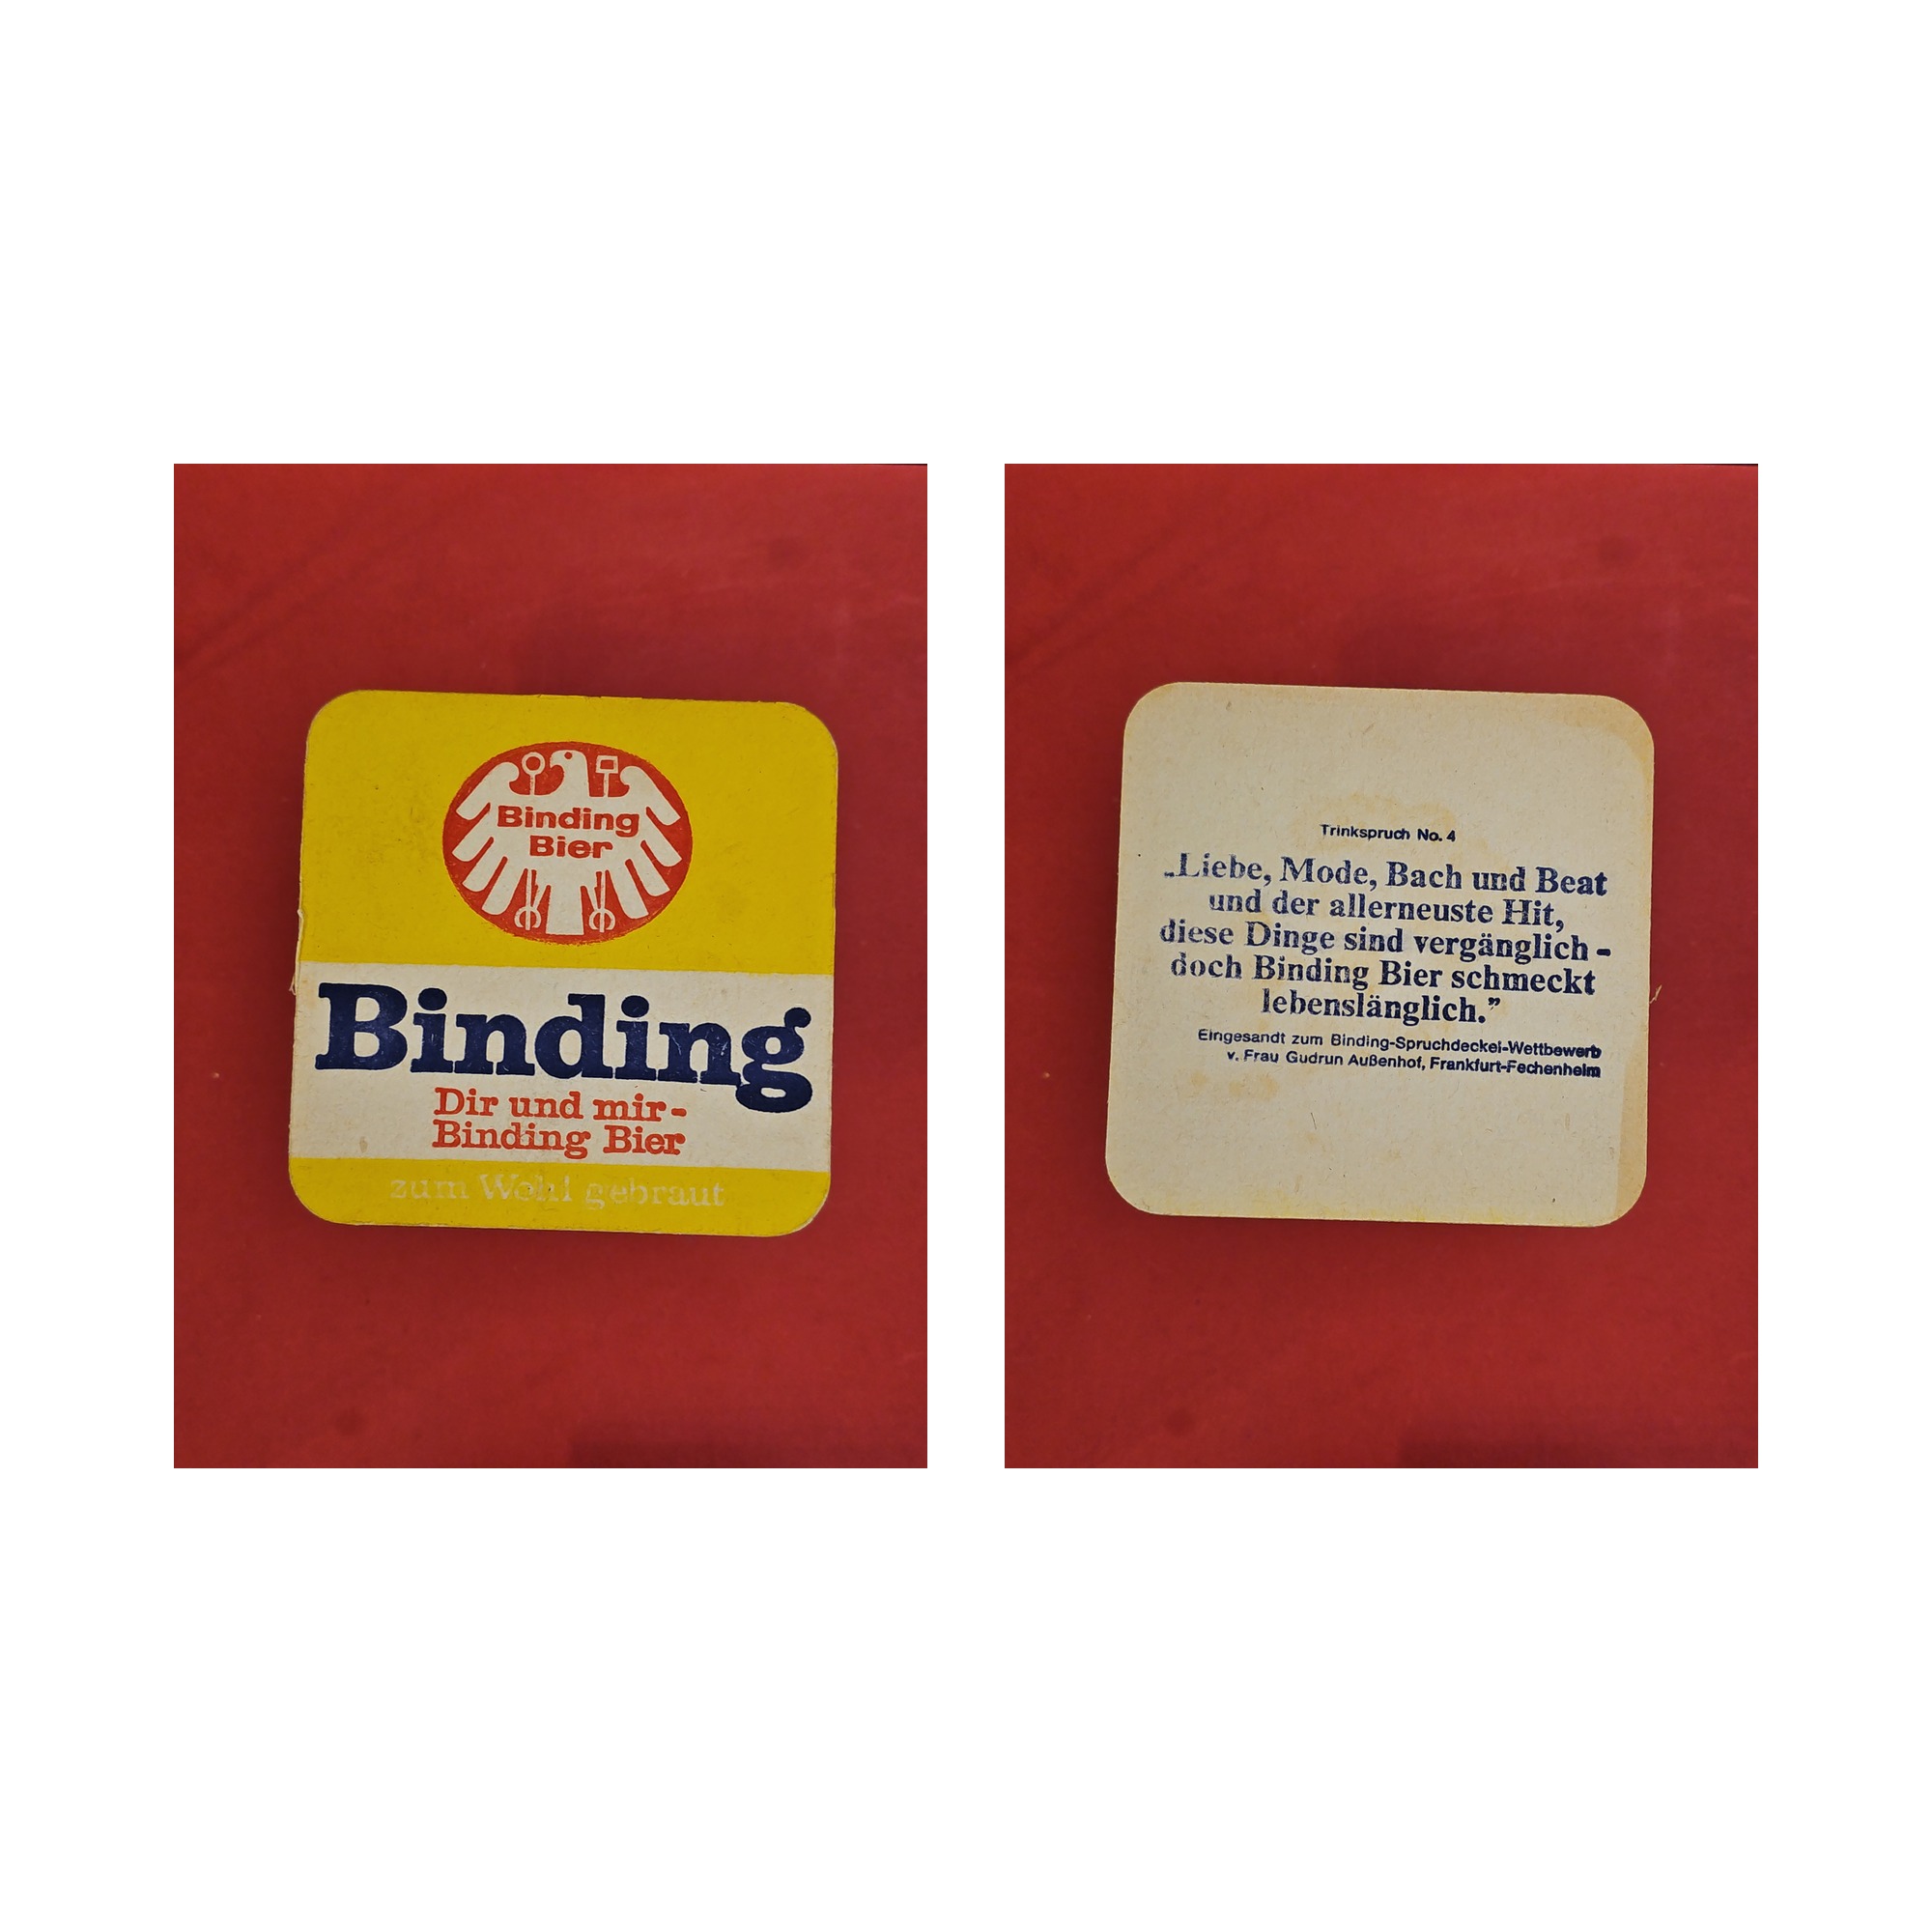 Binding
Bier
Binding
Dir und mir-
Binding Bier
zum Wohl gebraut
Trinkspruch No. 4
„Liebe, Mode, Bach und Beat
und der allerneuste Hit,
diese Dinge sind vergänglich -
doch Binding Bier schmeckt
lebenslänglich.”
Eingesandt zum Binding-Spruchdeckel-Wettbewerb
v. Frau Gudrun Außenhof, Frankfurt-Fechenheim